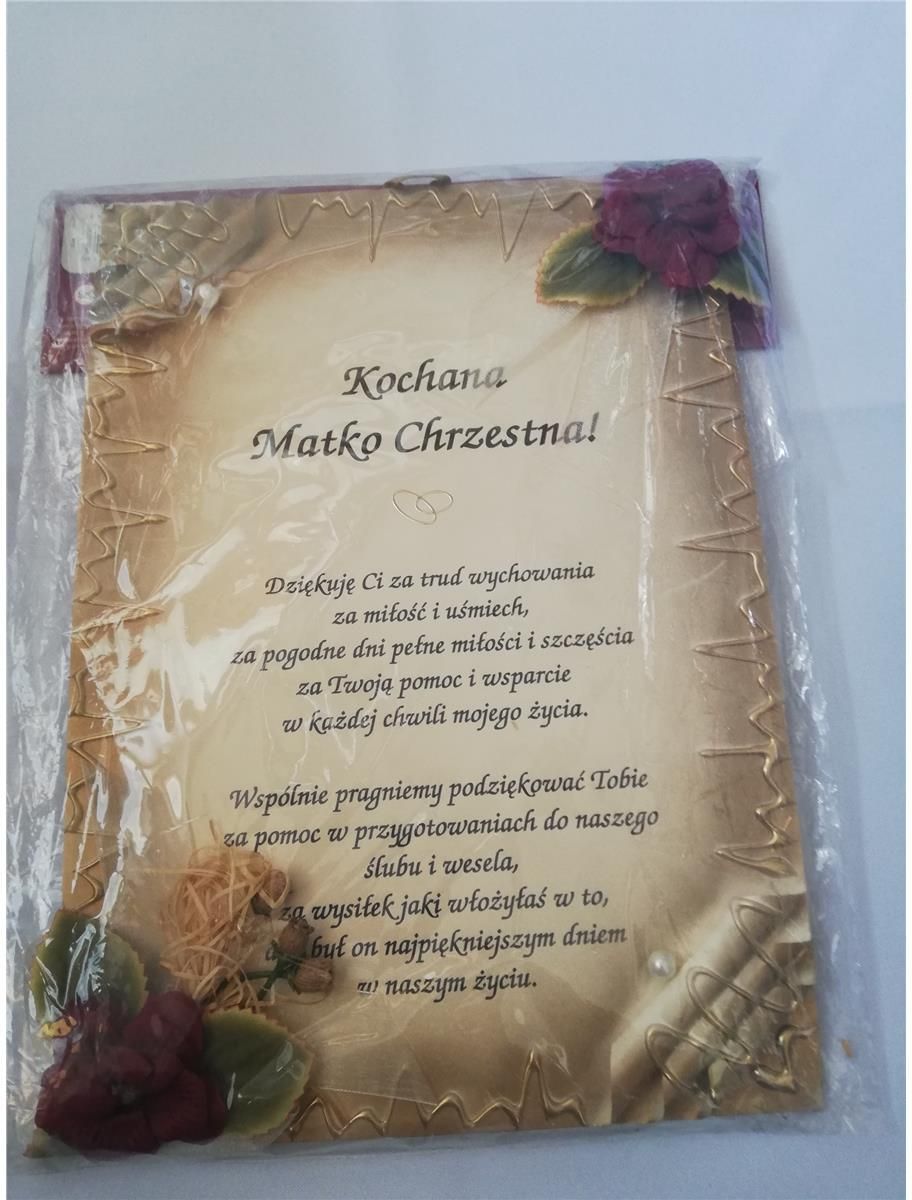 Kochana
Matko Chrzestna!
Dziękuję Ci za trud wychowania
za miłość i uśmiech,
za pogodne dni pełne miłości i szczęścia
za Twoją pomoc i wsparcie
w każdej chwili mojego życia.
Wspólnie pragniemy podziękować Tobie
za pomoc w przygotowaniach do naszego
ślubu i wesela,
za wysiłek jaki włożyłaś w to,
był on najpiękniejszym dniem
w naszym życiu.